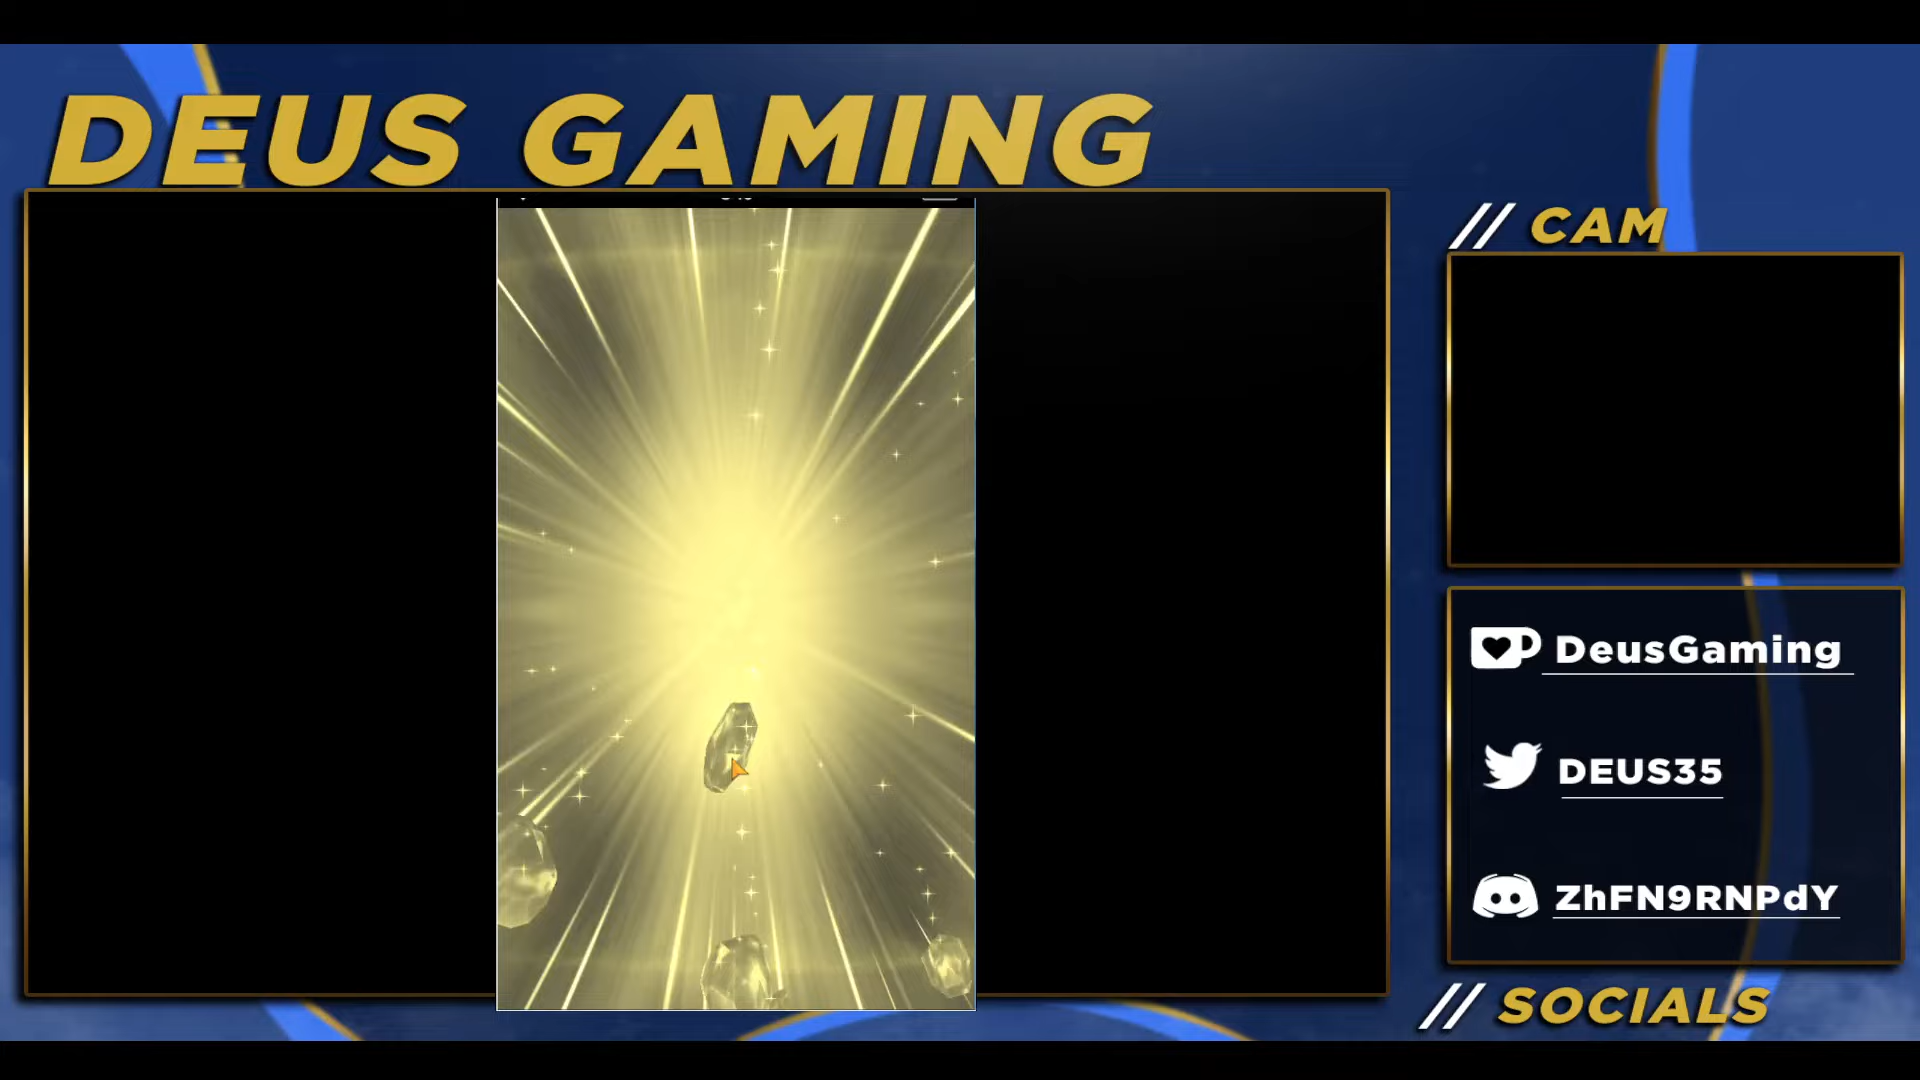 DEUS GAMING
// CAM
DeusGaming
DEUS35
ZhFN9RNPdY
// SOCIALS